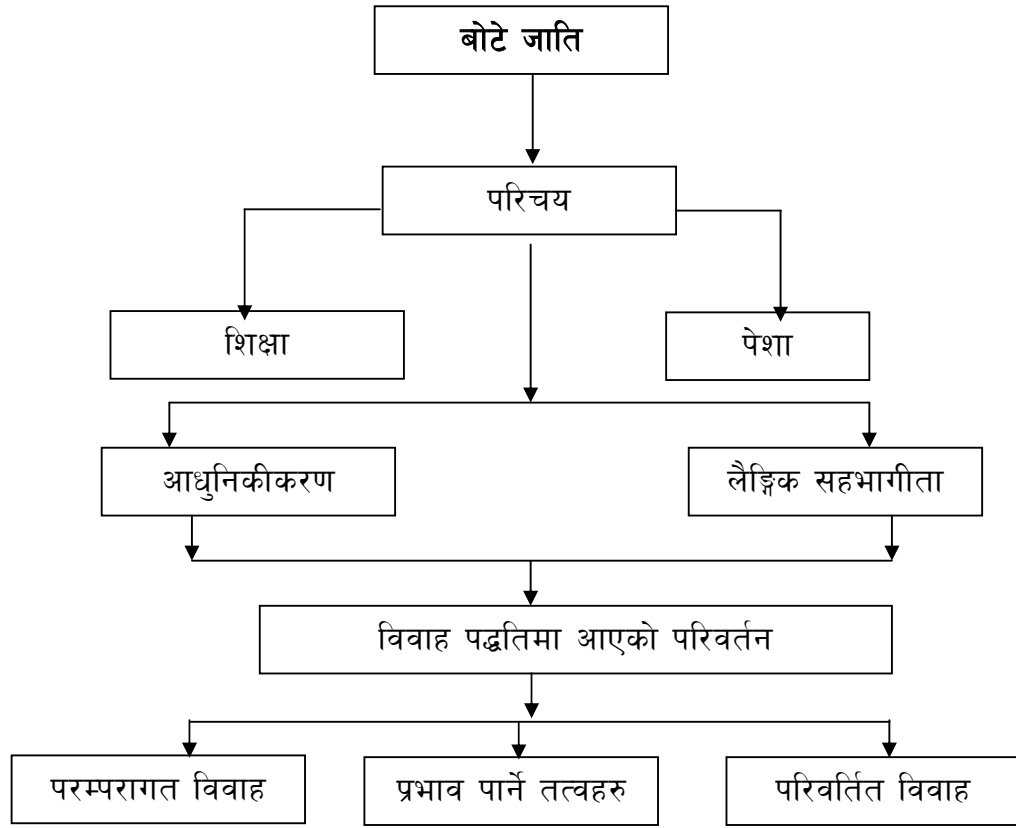 बोटे जाति
परिचय
शिक्षा
पेशा
आधुनिकीकरण
लैङ्गिक सहभागीता
विवाह पद्धतिमा आएको परिवर्तन
परम्परागत विवाह
प्रभाव पार्ने तत्वहरु
परिवर्तित विवाह